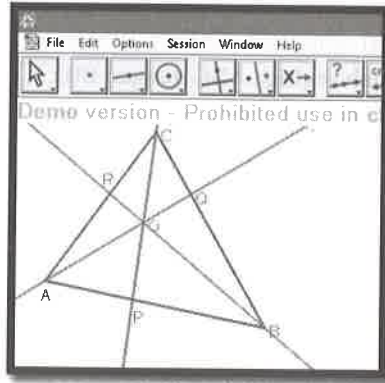 File Edit Options Session Window Help
X→ ?
Demo version - Prohibited use in c
C
R Q
G
A
P
B